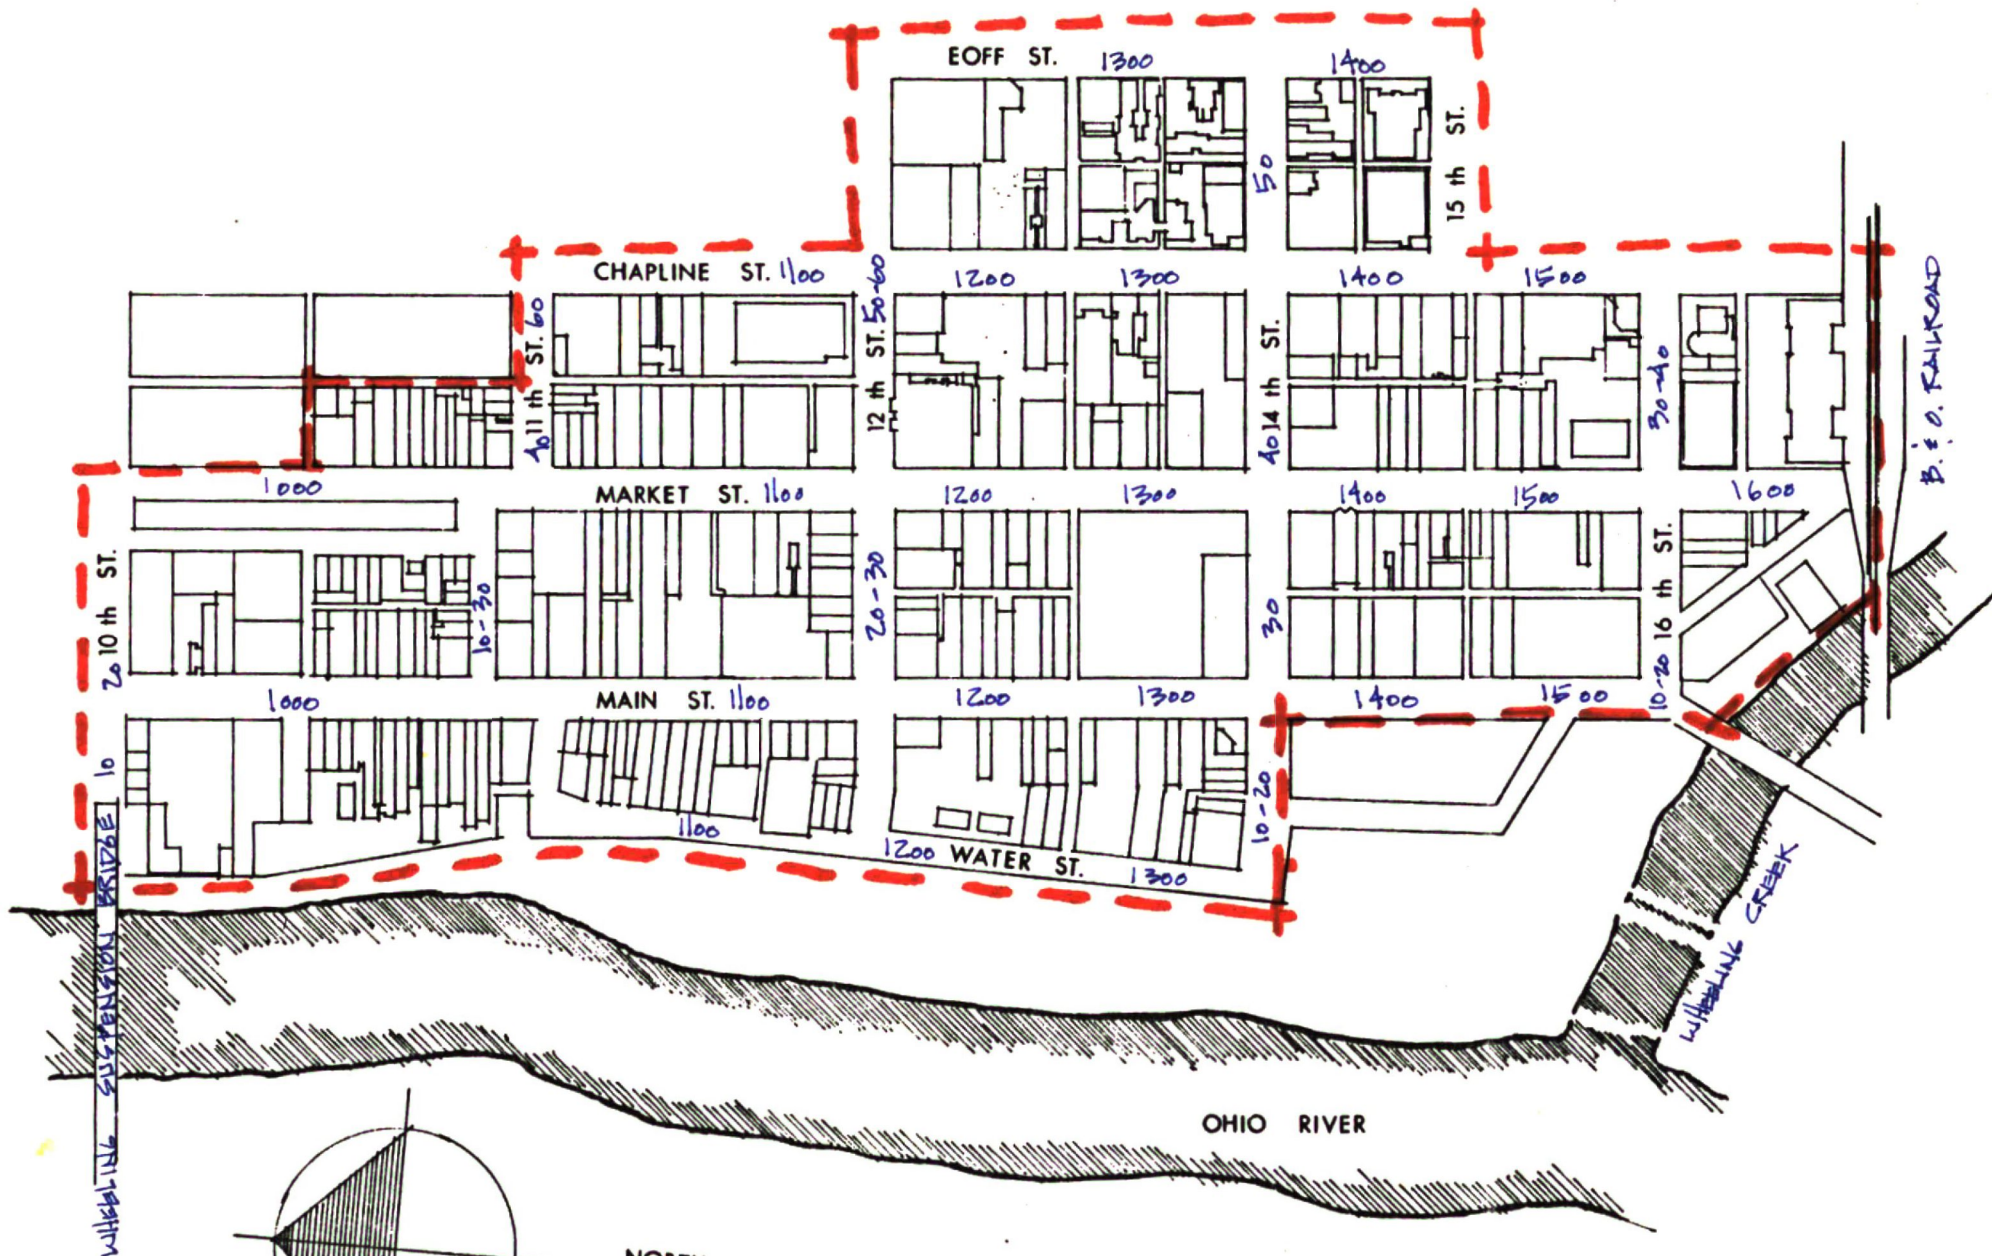 EOFF ST. 1300 1400
15 th ST.
50
CHAPLINE ST. 1100 1200 1300 1400 1500
11 th ST. 60
40
12 th ST. 50-60
14 th ST.
40
30-40
B. & O. RAILROAD
1000 MARKET ST. 1100 1200 1300 1400 1500 1600
20 10 th ST.
10-30
20-30
30
10-20 16 th ST.
1000 MAIN ST. 1100 1200 1300 1400 1500
10
10-20
1100
1200 WATER ST. 1300
WHEELING SUSPENSION BRIDGE
WHEELING CREEK
OHIO RIVER